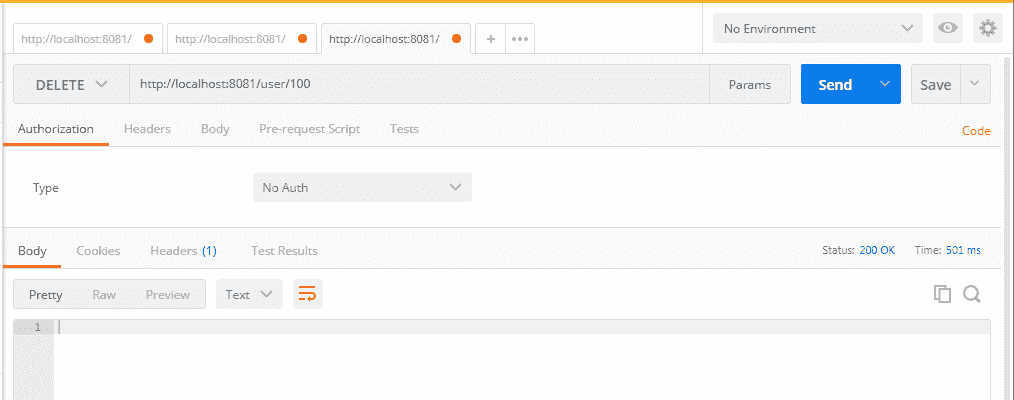 http://localhost:8081/ http://localhost:8081/ http://localhost:8081/ + ••• No Environment
DELETE http://localhost:8081/user/100 Params Send Save
Authorization Headers Body Pre-request Script Tests Code
Type No Auth
Body Cookies Headers (1) Test Results Status: 200 OK Time: 501 ms
Pretty Raw Preview Text
1